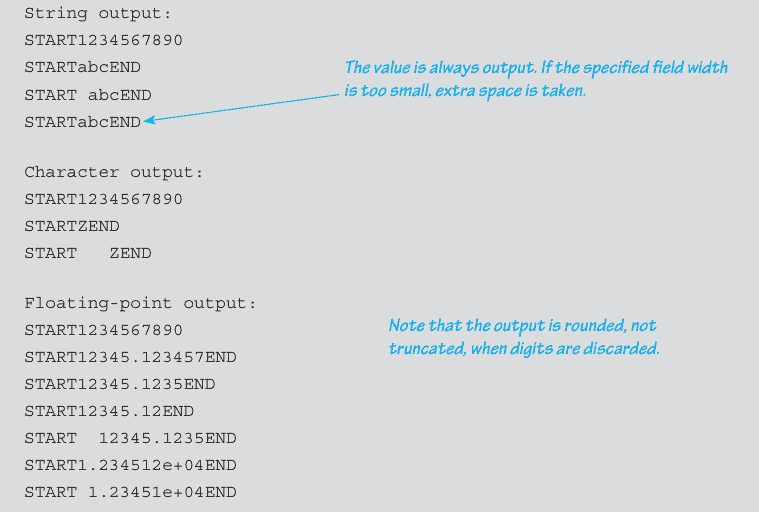 String output:
START1234567890
STARTabcEND
START abcEND
STARTabcEND
The value is always output. If the specified field width
is too small, extra space is taken.
Character output:
START1234567890
STARTZEND
START   ZEND
Floating-point output:
START1234567890
START12345.123457END
START12345.1235END
START12345.12END
START  12345.1235END
START1.234512e+04END
START 1.23451e+04END
Note that the output is rounded, not
truncated, when digits are discarded.